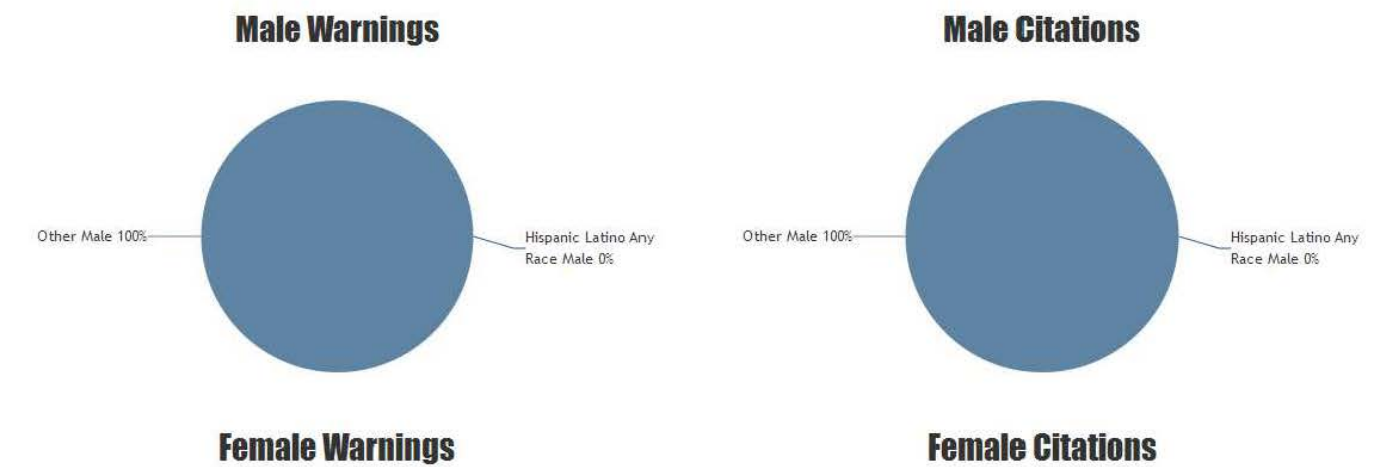 Male Warnings
Male Citations
Other Male 100%
Hispanic Latino Any
Race Male 0%
Other Male 100%
Hispanic Latino Any
Race Male 0%
Female Warnings
Female Citations